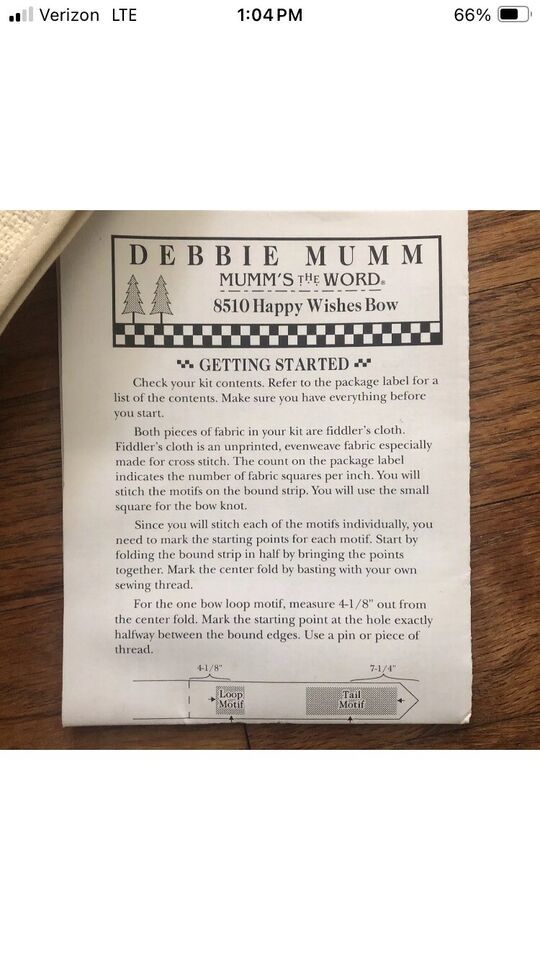 Verizon LTE 1:04 PM 66%
DEBBIE MUMM
MUMM'S THE WORD®
8510 Happy Wishes Bow
GETTING STARTED
Check your kit contents. Refer to the package label for a
list of the contents. Make sure you have everything before
you start.
Both pieces of fabric in your kit are fiddler's cloth.
Fiddler's cloth is an unprinted, evenweave fabric especially
made for cross stitch. The count on the package label
indicates the number of fabric squares per inch. You will
stitch the motifs on the bound strip. You will use the small
square for the bow knot.
Since you will stitch each of the motifs individually, you
need to mark the starting points for each motif. Start by
folding the bound strip in half by bringing the points
together. Mark the center fold by basting with your own
sewing thread.
For the one bow loop motif, measure 4-1/8" out from
the center fold. Mark the starting point at the hole exactly
halfway between the bound edges. Use a pin or piece of
thread.
4-1/8" 7-1/4"
Loop Tail
Motif Motif